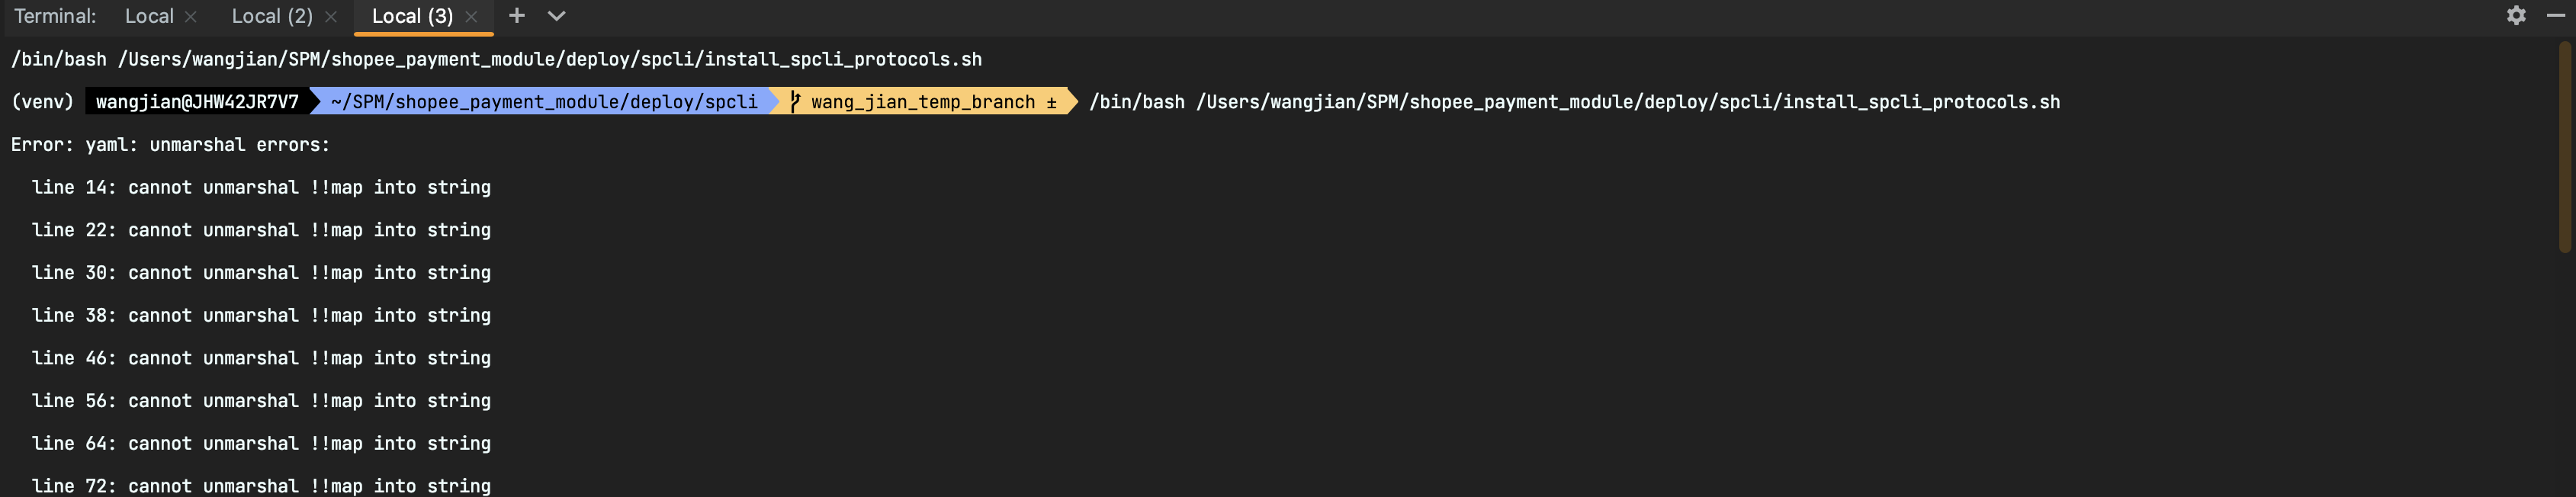 Terminal: Local × Local (2) × Local (3) ×
/bin/bash /Users/wangjian/SPM/shopee_payment_module/deploy/spcli/install_spcli_protocols.sh
(venv) wangjian@JHW42JR7V7 ~/SPM/shopee_payment_module/deploy/spcli wang_jian_temp_branch ± /bin/bash /Users/wangjian/SPM/shopee_payment_module/deploy/spcli/install_spcli_protocols.sh
Error: yaml: unmarshal errors:
line 14: cannot unmarshal !!map into string
line 22: cannot unmarshal !!map into string
line 30: cannot unmarshal !!map into string
line 38: cannot unmarshal !!map into string
line 46: cannot unmarshal !!map into string
line 56: cannot unmarshal !!map into string
line 64: cannot unmarshal !!map into string
line 72: cannot unmarshal !!map into string